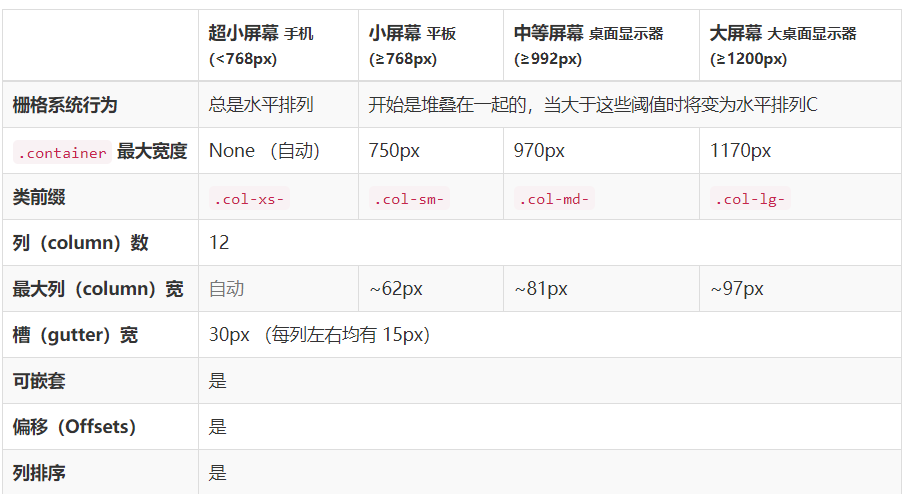 超小屏幕 手机 (<768px)
小屏幕 平板 (≥768px)
中等屏幕 桌面显示器 (≥992px)
大屏幕 大桌面显示器 (≥1200px)
栅格系统行为 总是水平排列 开始是堆叠在一起的，当大于这些阈值时将变为水平排列C
.container 最大宽度 None （自动） 750px 970px 1170px
类前缀 .col-xs- .col-sm- .col-md- .col-lg-
列（column）数 12
最大列（column）宽 自动 ~62px ~81px ~97px
槽（gutter）宽 30px （每列左右均有 15px）
可嵌套 是
偏移（Offsets） 是
列排序 是